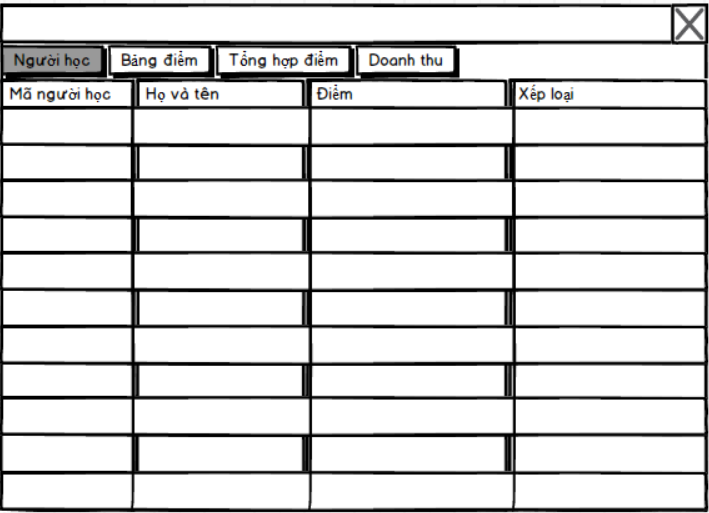 Người học Bảng điểm Tổng hợp điểm Doanh thu
Mã người học Họ và tên Điểm Xếp loại